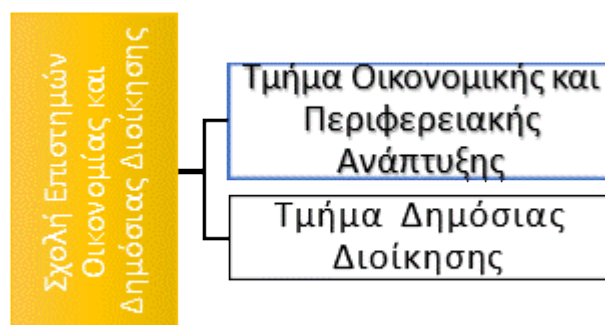 Σχολή Επιστημών
Οικονομίας και
Δημόσιας Διοίκησης
Τμήμα Οικονομικής και
Περιφερειακής
Ανάπτυξης
Τμήμα Δημόσιας
Διοίκησης